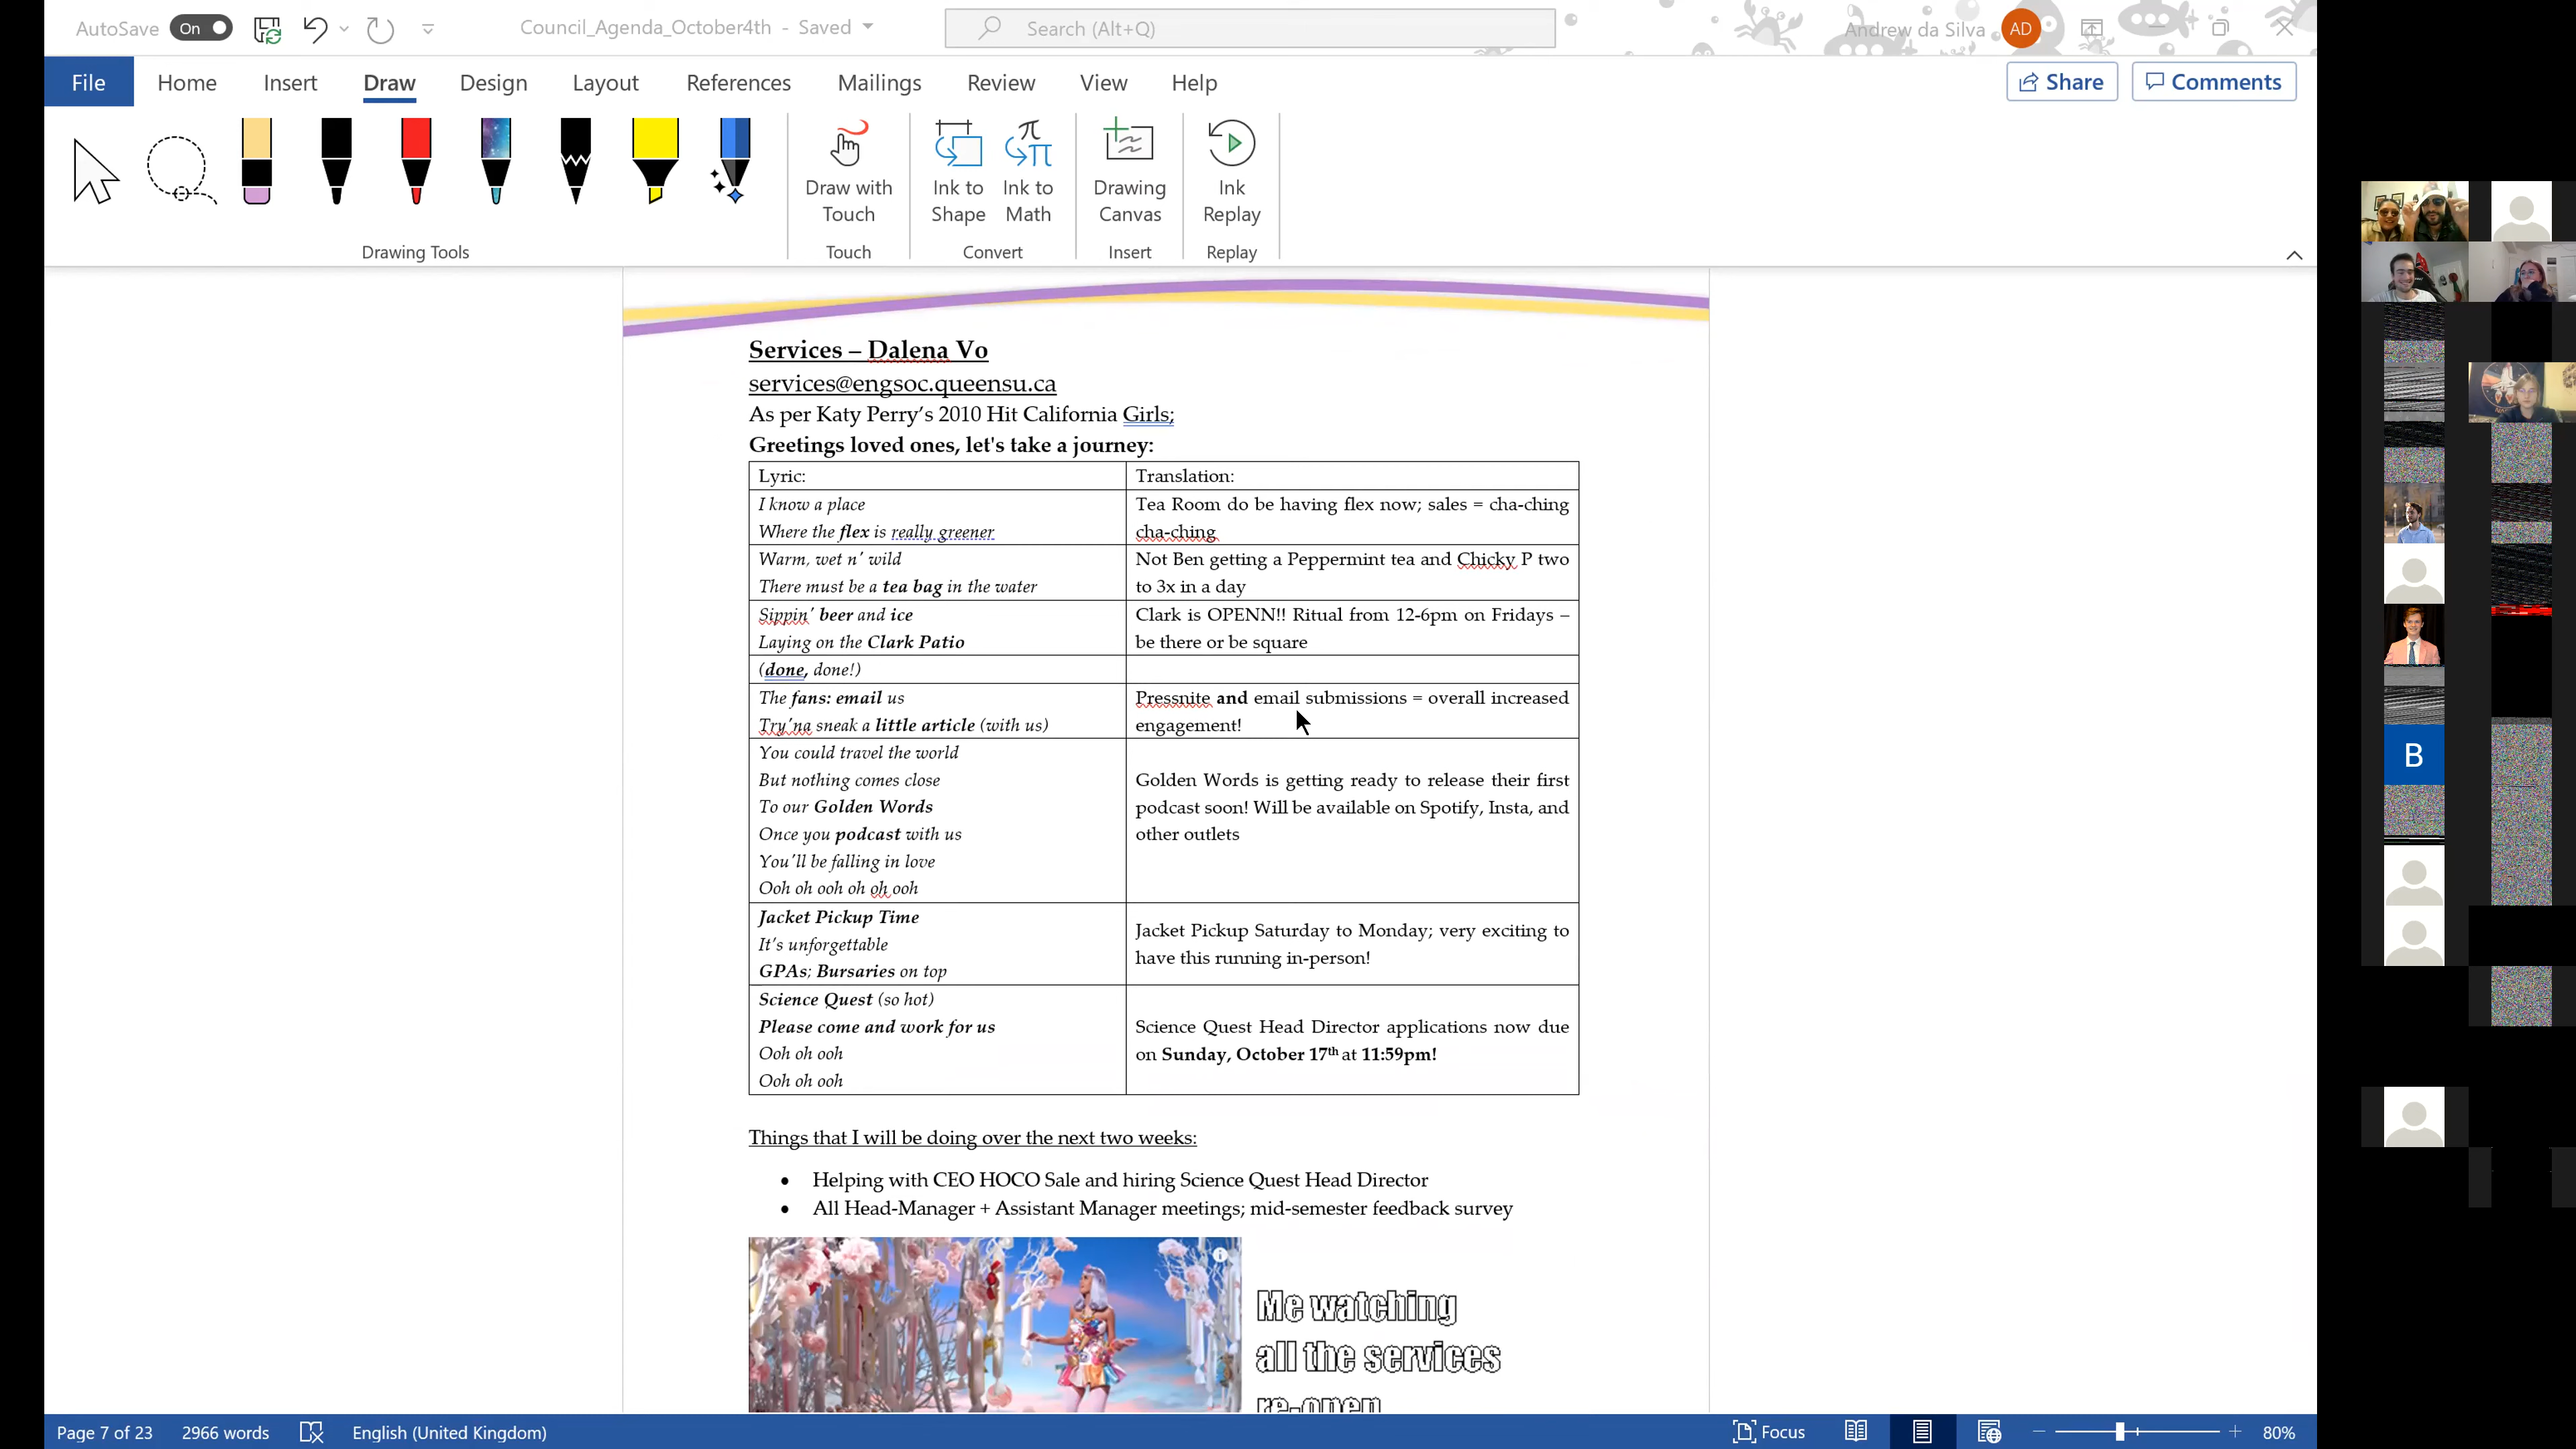 AutoSave On Council_Agenda_October4th - Saved Search (Alt+Q) Andrew da Silva AD
File Home Insert Draw Design Layout References Mailings Review View Help Share Comments
Draw with
Touch
Ink to
Shape
Ink to
Math
Drawing
Canvas
Ink
Replay
Drawing Tools Touch Convert Insert Replay
Services – Dalena Vo
services@engsoc.queensu.ca
As per Katy Perry's 2010 Hit California Girls;
Greetings loved ones, let's take a journey:
Lyric:
Translation:
I know a place
Where the flex is really greener
Tea Room do be having flex now; sales = cha-ching
cha-ching
Warm, wet n' wild
There must be a tea bag in the water
Not Ben getting a Peppermint tea and Chicky P two
to 3x in a day
Sippin' beer and ice
Laying on the Clark Patio
Clark is OPENN!! Ritual from 12-6pm on Fridays –
be there or be square
(done, done!)
The fans: email us
Try'na sneak a little article (with us)
Pressnite and email submissions = overall increased
engagement!
You could travel the world
But nothing comes close
To our Golden Words
Once you podcast with us
You'll be falling in love
Ooh oh ooh oh oh ooh
Golden Words is getting ready to release their first
podcast soon! Will be available on Spotify, Insta, and
other outlets
Jacket Pickup Time
It's unforgettable
GPAs; Bursaries on top
Jacket Pickup Saturday to Monday; very exciting to
have this running in-person!
Science Quest (so hot)
Please come and work for us
Ooh oh ooh
Ooh oh ooh
Science Quest Head Director applications now due
on Sunday, October 17th at 11:59pm!
Things that I will be doing over the next two weeks:
• Helping with CEO HOCO Sale and hiring Science Quest Head Director
• All Head-Manager + Assistant Manager meetings; mid-semester feedback survey
Me watching
all the services
re-open
B
Page 7 of 23 2966 words English (United Kingdom) Focus 80%